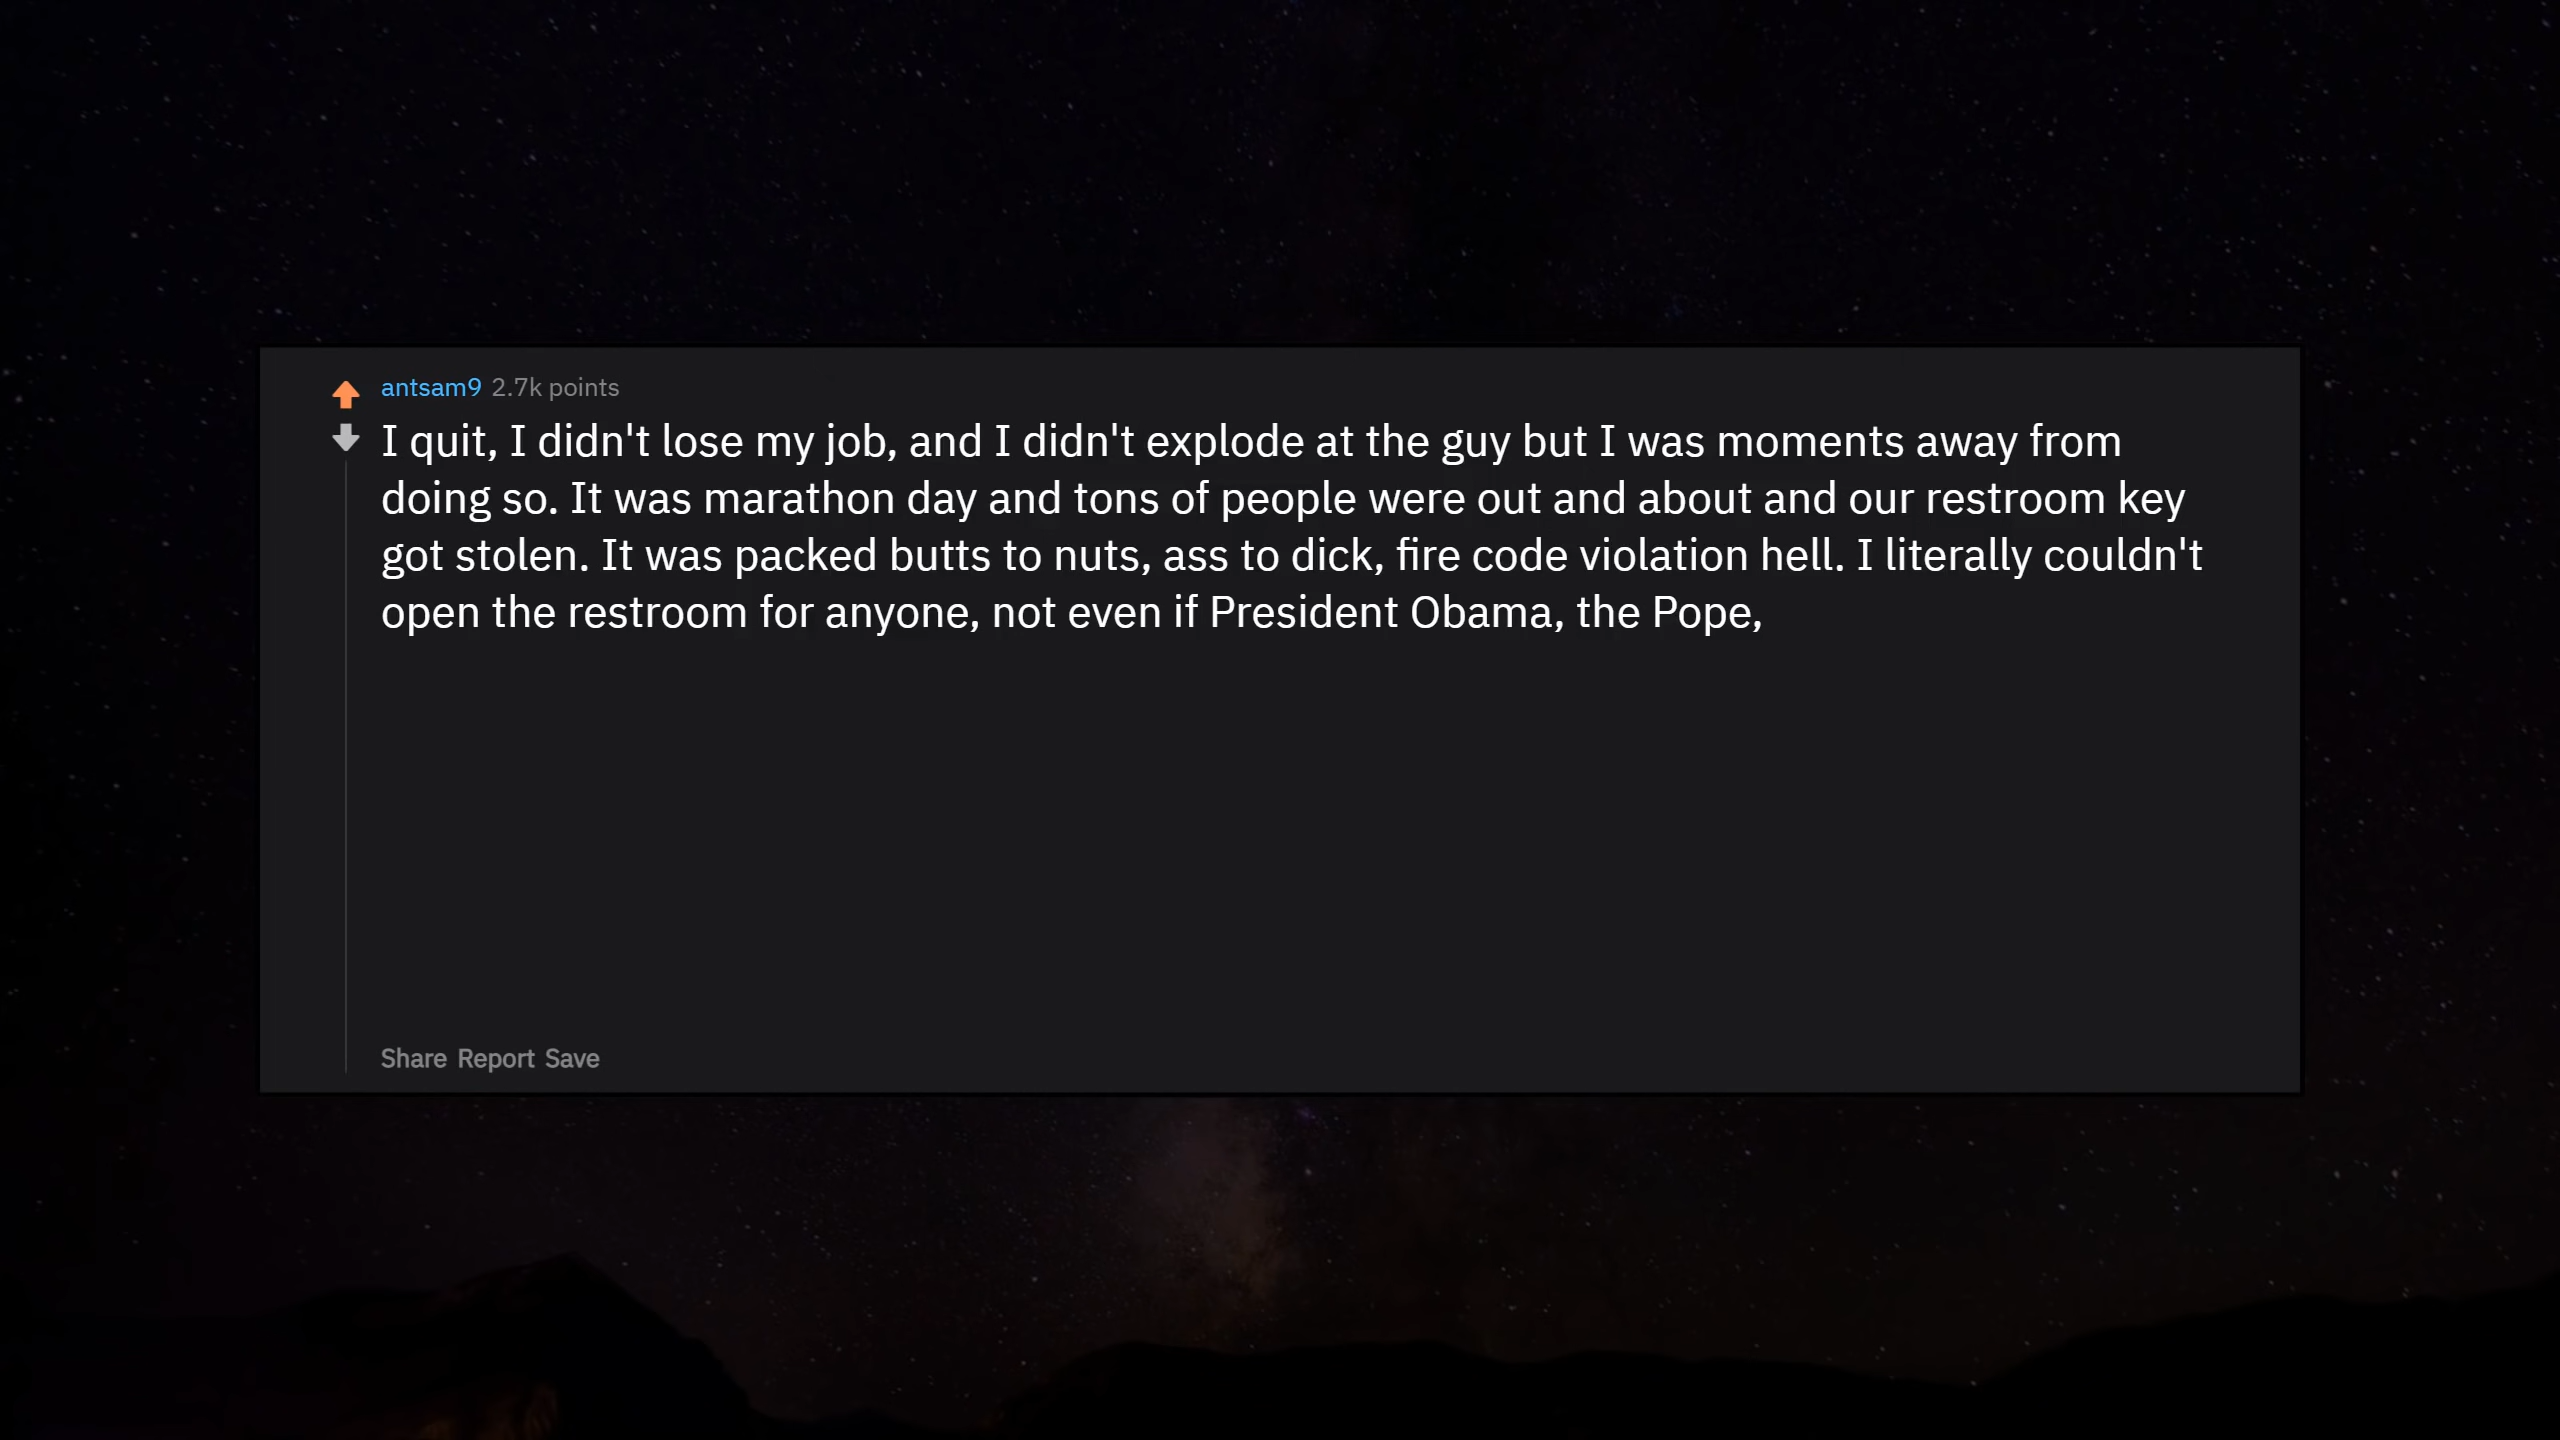 antsam9 2.7k points
I quit, I didn't lose my job, and I didn't explode at the guy but I was moments away from
doing so. It was marathon day and tons of people were out and about and our restroom key
got stolen. It was packed butts to nuts, ass to dick, fire code violation hell. I literally couldn't
open the restroom for anyone, not even if President Obama, the Pope,
Share Report Save